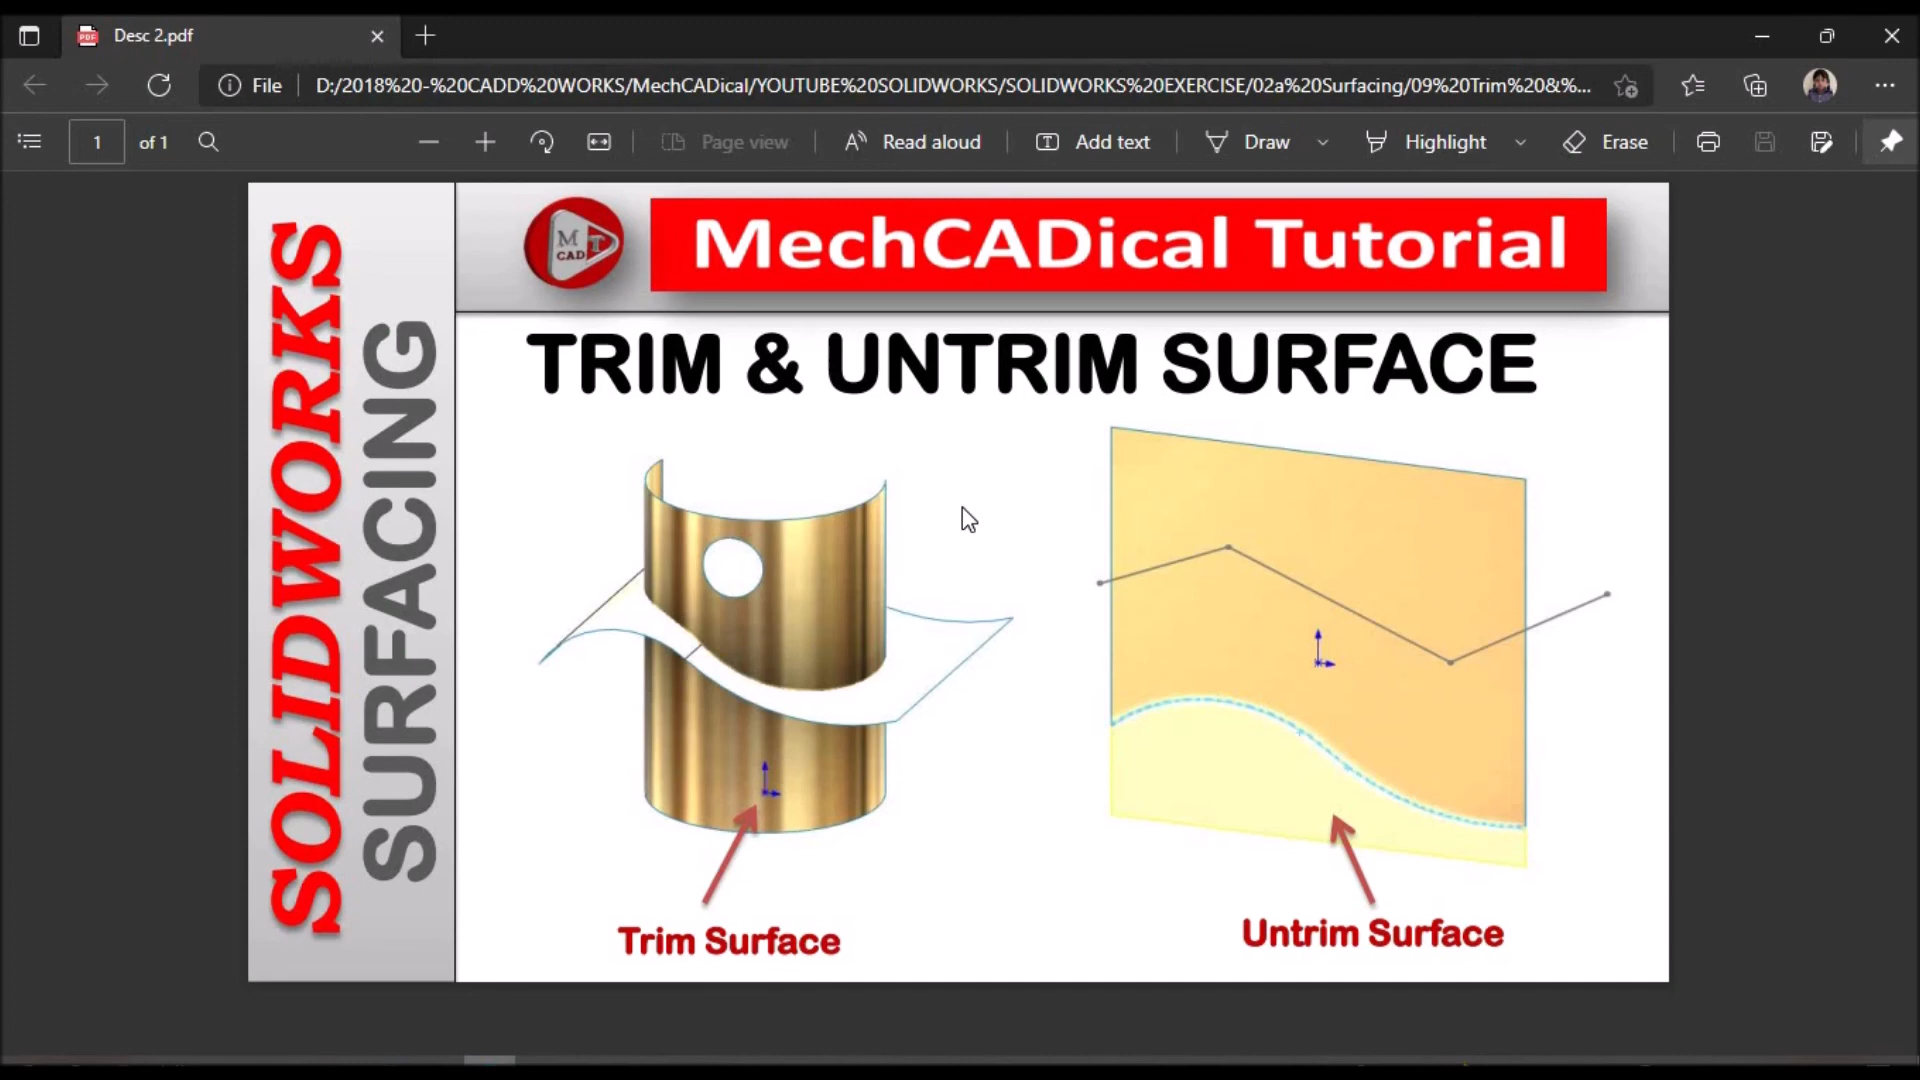 Desc 2.pdf
File
D:/2018%20-%20CADD%20WORKS/MechCADical/YOUTUBE%20SOLIDWORKS/SOLIDWORKS%20EXERCISE/02a%20Surfacing/09%20Trim%20&%...
1 of 1
Page view
Read aloud
Add text
Draw
Highlight
Erase
SOLIDWORKS
SURFACING
M T
CAD
MechCADical Tutorial
TRIM & UNTRIM SURFACE
Trim Surface
Untrim Surface